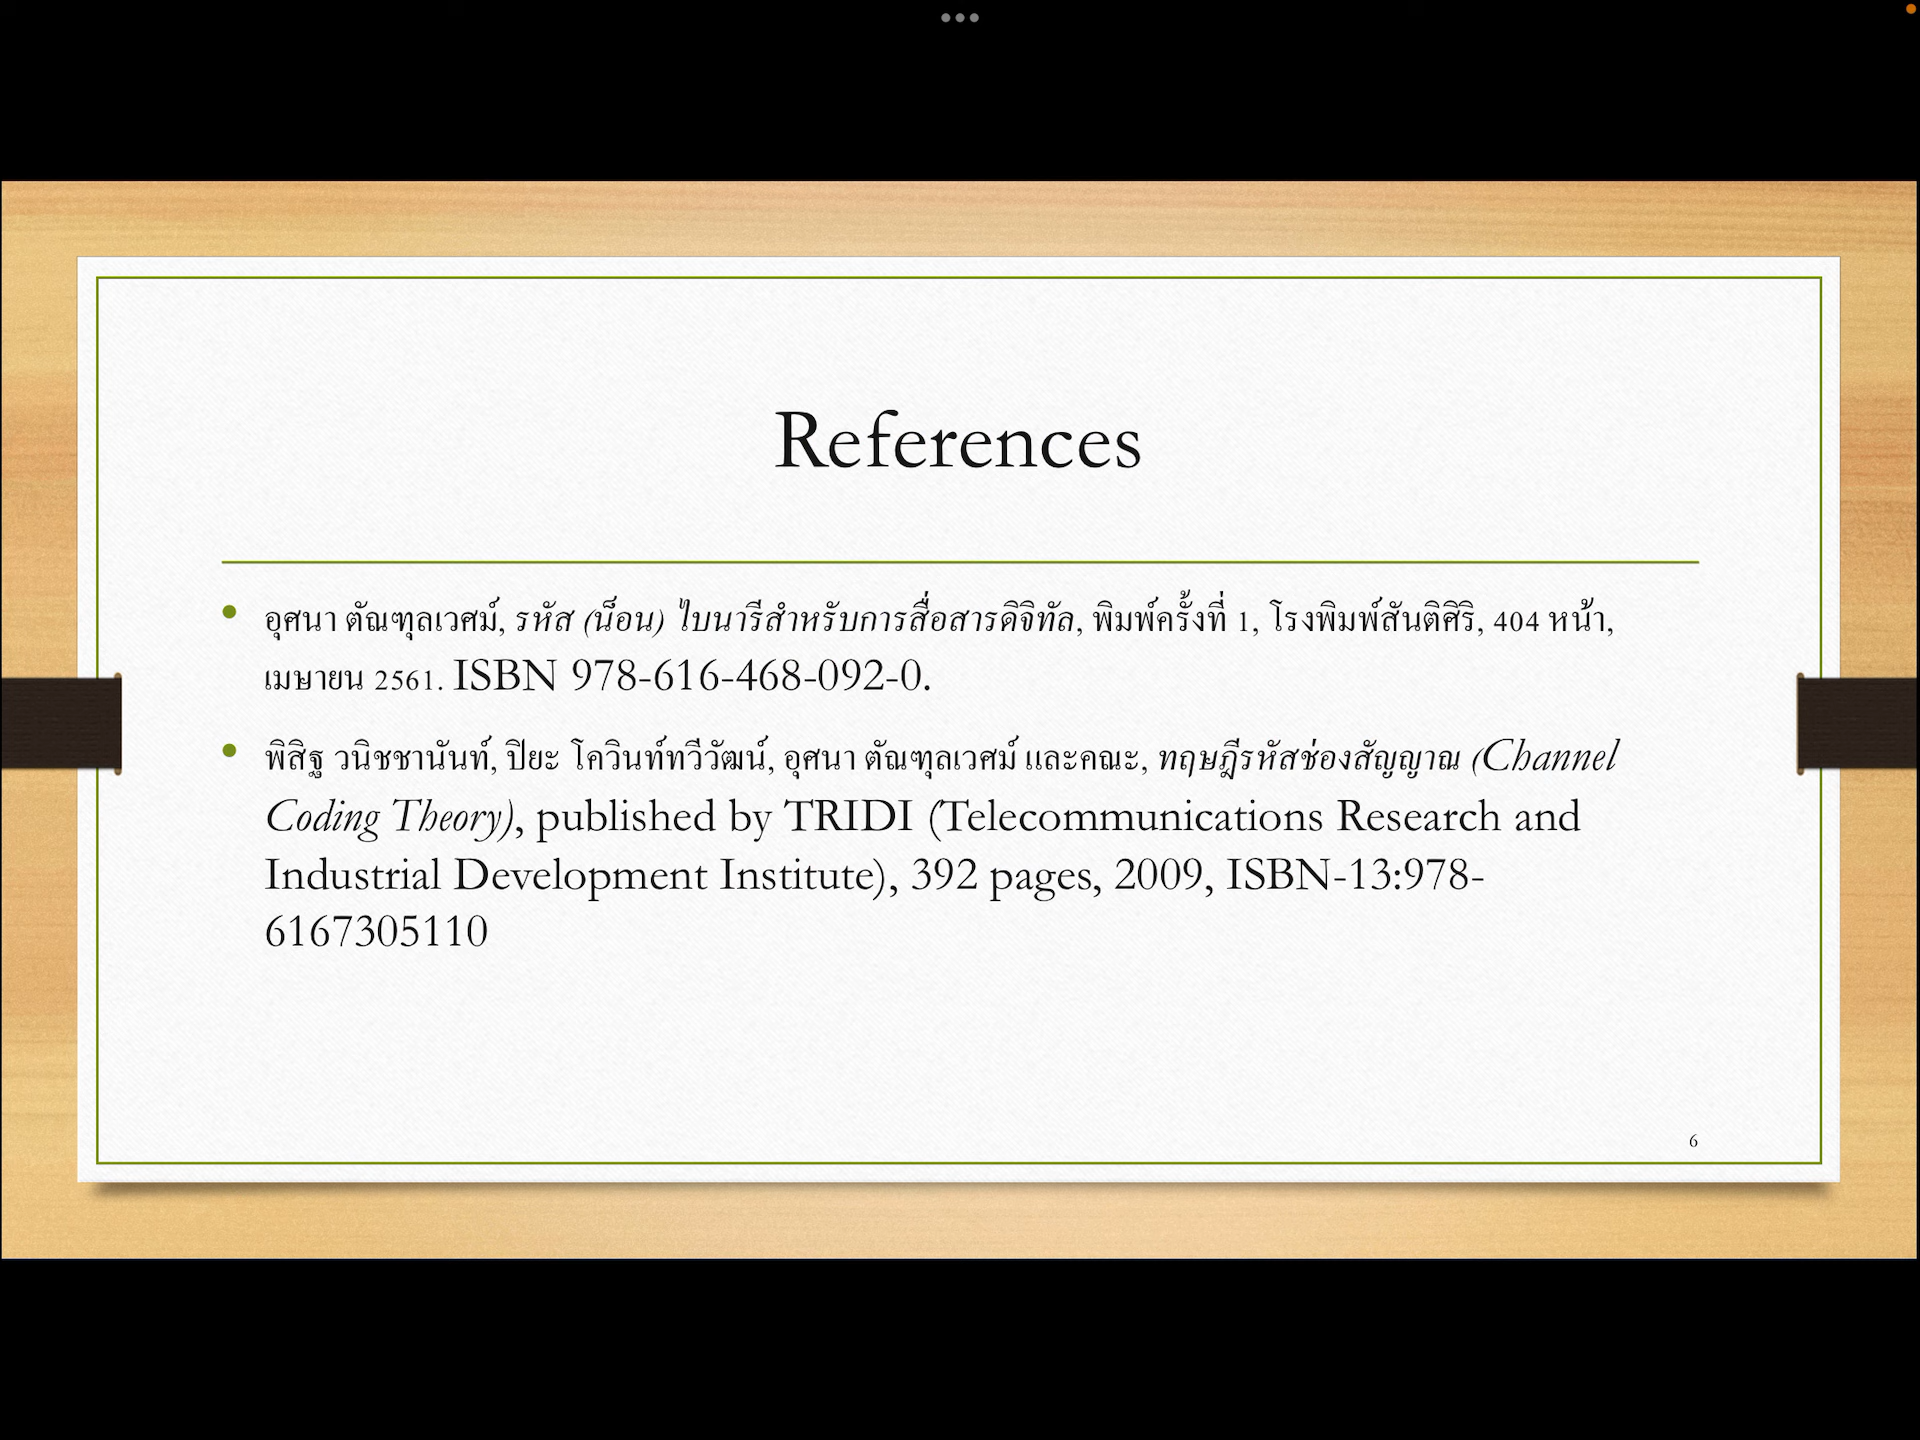 References
อุศนา ตัณฑุลเวศม์, รหัส (น็อน) ไบนารีสำหรับการสื่อสารดิจิทัล, พิมพ์ครั้งที่ 1, โรงพิมพ์สันติศิริ, 404 หน้า,
เมษายน 2561. ISBN 978-616-468-092-0.
พิสิฐ วนิชชานันท์, ปิยะ โควินท์ทวีวัฒน์, อุศนา ตัณฑุลเวศม์ และคณะ, ทฤษฎีรหัสช่องสัญญาณ (Channel
Coding Theory), published by TRIDI (Telecommunications Research and
Industrial Development Institute), 392 pages, 2009, ISBN-13:978-
6167305110
6